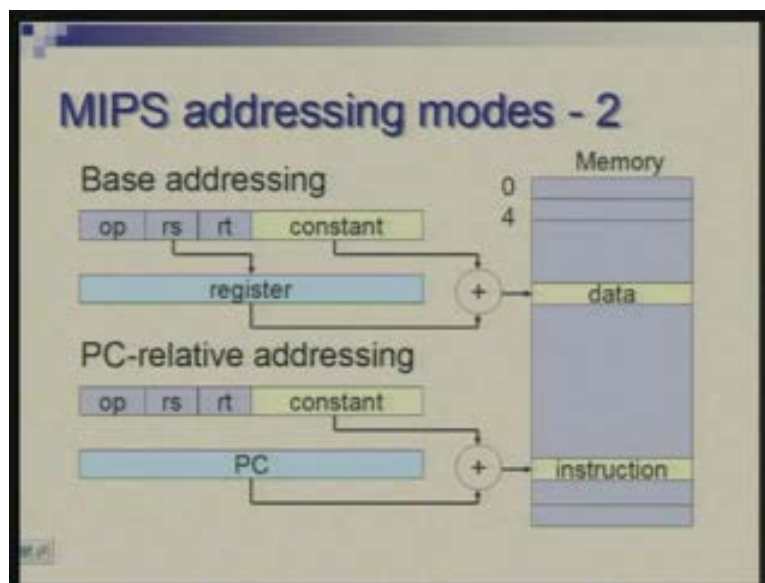 MIPS addressing modes - 2
Memory
Base addressing
0
4
op rs rt constant
register
+
data
PC-relative addressing
op rs rt constant
PC
+
instruction